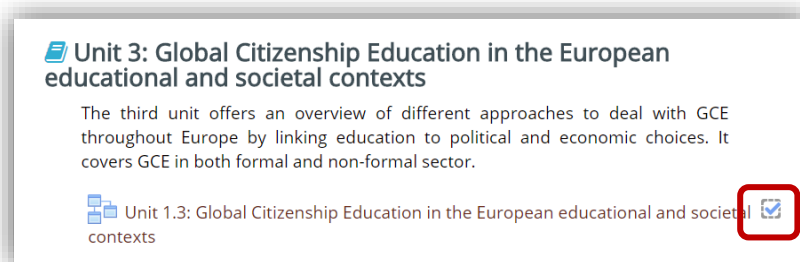 Unit 3: Global Citizenship Education in the European
educational and societal contexts
The third unit offers an overview of different approaches to deal with GCE
throughout Europe by linking education to political and economic choices. It
covers GCE in both formal and non-formal sector.
Unit 1.3: Global Citizenship Education in the European educational and societal
contexts